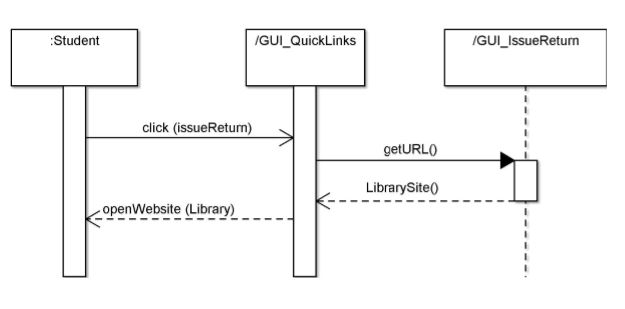 :Student
/GUI_QuickLinks
/GUI_IssueReturn
click (issueReturn)
getURL()
LibrarySite()
openWebsite (Library)